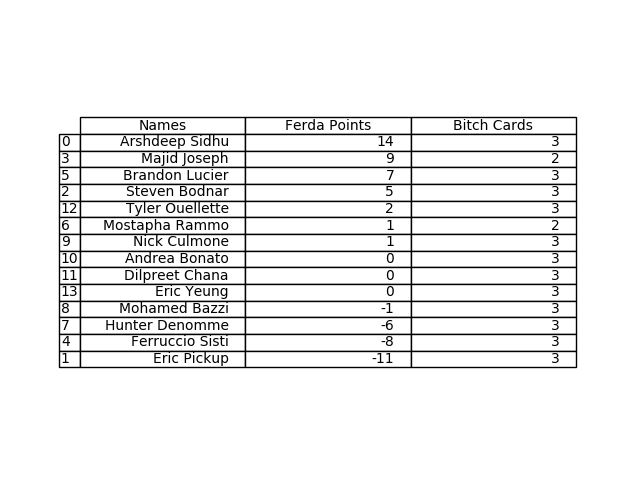 Names Ferda Points Bitch Cards
0 Arshdeep Sidhu 14 3
3 Majid Joseph 9 2
5 Brandon Lucier 7 3
2 Steven Bodnar 5 3
12 Tyler Ouellette 2 3
6 Mostapha Rammo 1 2
9 Nick Culmone 1 3
10 Andrea Bonato 0 3
11 Dilpreet Chana 0 3
13 Eric Yeung 0 3
8 Mohamed Bazzi -1 3
7 Hunter Denomme -6 3
4 Ferruccio Sisti -8 3
1 Eric Pickup -11 3